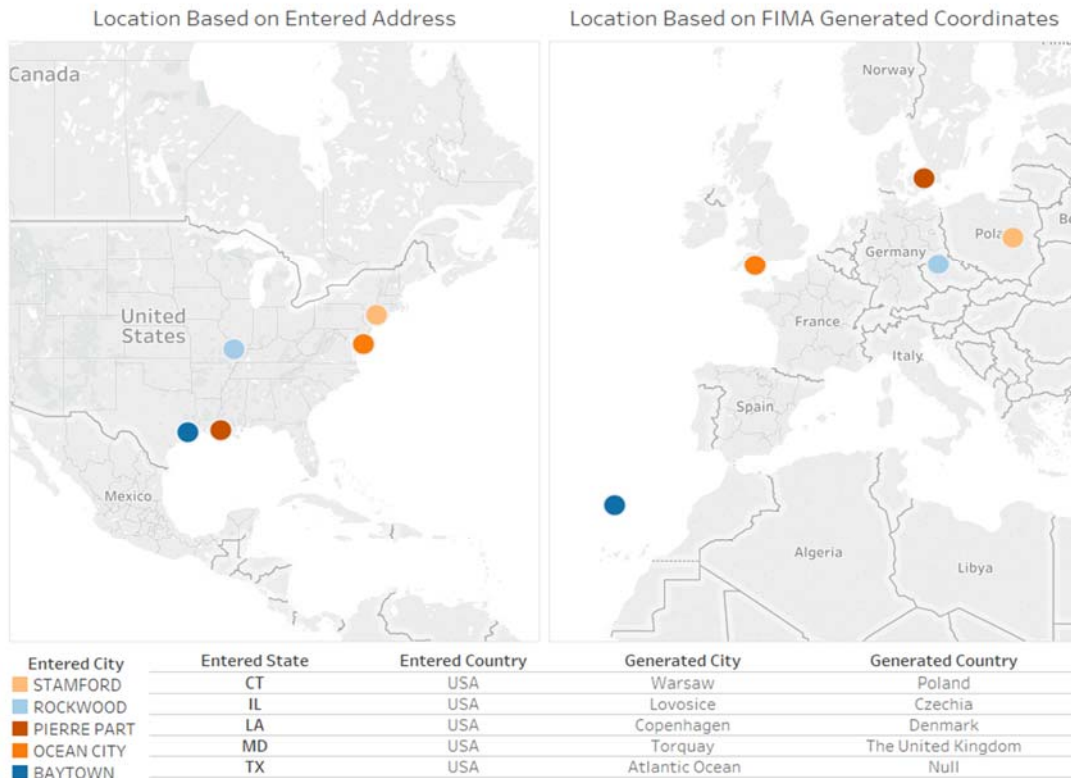 Location Based on Entered Address
Location Based on FIMA Generated Coordinates
Canada
United
States
Mexico
Norway
Germany
France
Italy
Spain
Algeria
Libya
Entered City Entered State Entered Country Generated City Generated Country
STAMFORD CT USA Warsaw Poland
ROCKWOOD IL USA Lovosice Czechia
PIERRE PART LA USA Copenhagen Denmark
OCEAN CITY MD USA Torquay The United Kingdom
BAYTOWN TX USA Atlantic Ocean Null